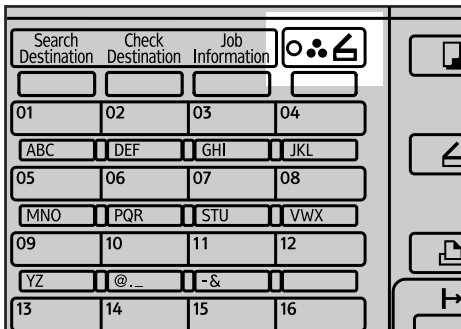 Search Destination
Check Destination
Job Information
01 02 03 04
ABC DEF GHI JKL
05 06 07 08
MNO PQR STU VWX
09 10 11 12
YZ @._ -&
13 14 15 16